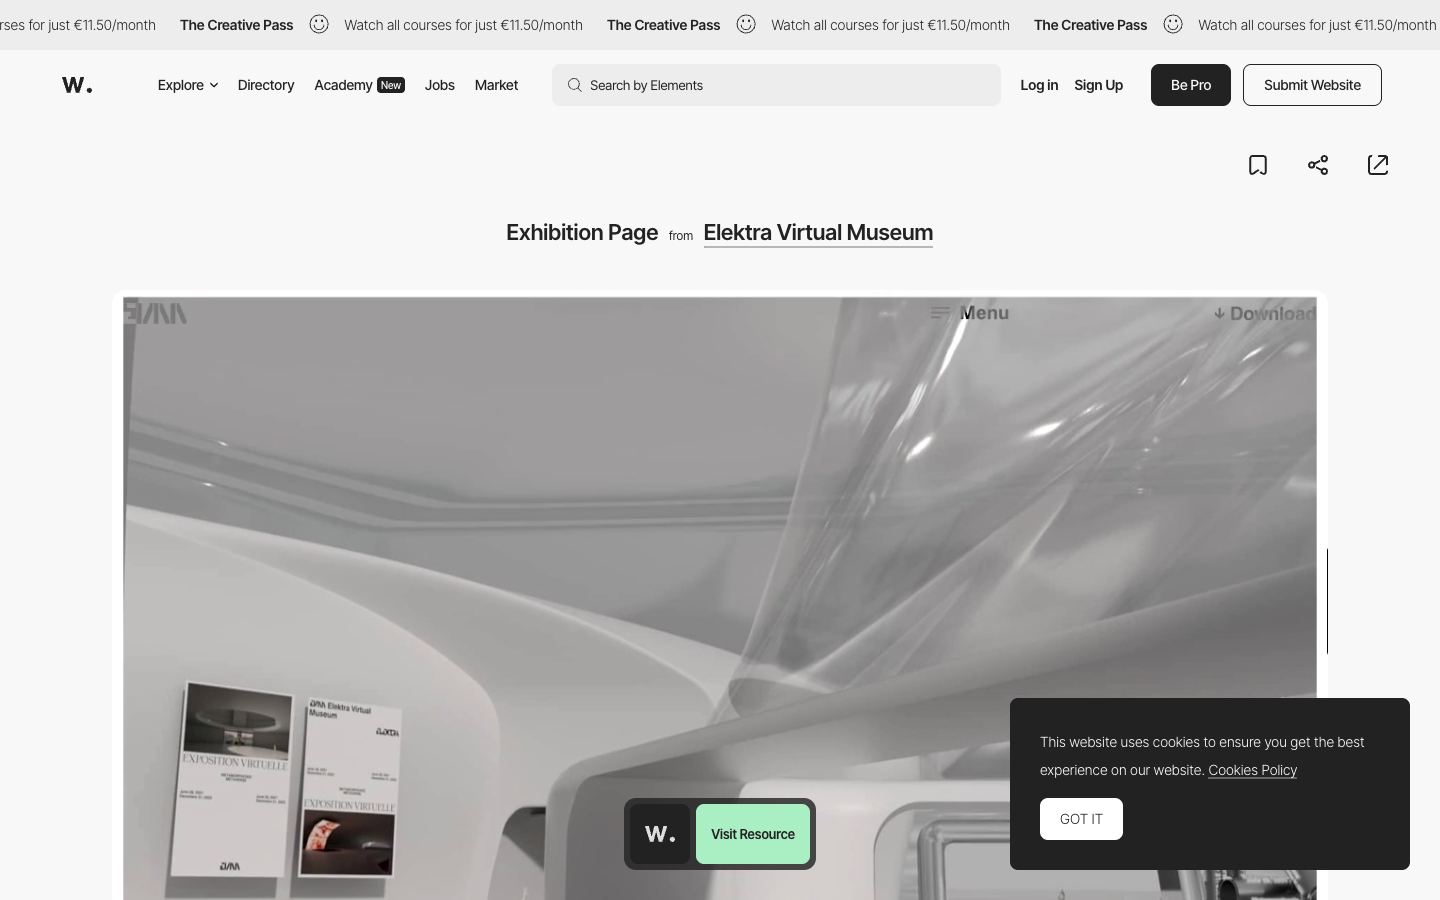 rses for just €11.50/month The Creative Pass Watch all courses for just €11.50/month The Creative Pass Watch all courses for just €11.50/month The Creative Pass Watch all courses for just €11.50/month
W. Explore Directory Academy New Jobs Market Search by Elements Log in Sign Up Be Pro Submit Website
Exhibition Page from Elektra Virtual Museum
Menu Download
Elektra Virtual
Museum
EXPOSITION VIRTUELLE
EXPOSITION VIRTUELLE
This website uses cookies to ensure you get the best
experience on our website. Cookies Policy
GOT IT
W. Visit Resource